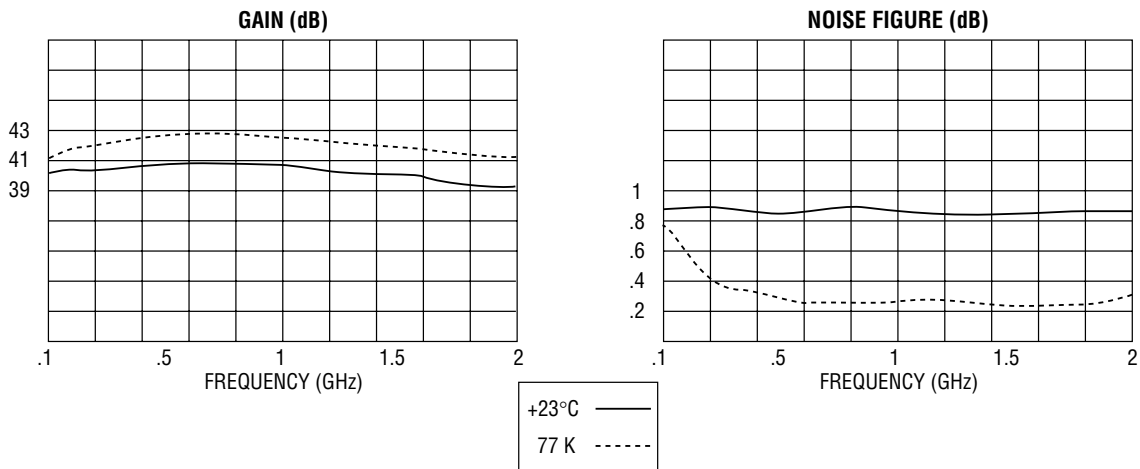 GAIN (dB)
43
41
39
.1 .5 1 1.5 2
FREQUENCY (GHz)
NOISE FIGURE (dB)
1
.8
.6
.4
.2
.1 .5 1 1.5 2
FREQUENCY (GHz)
+23°C
77 K